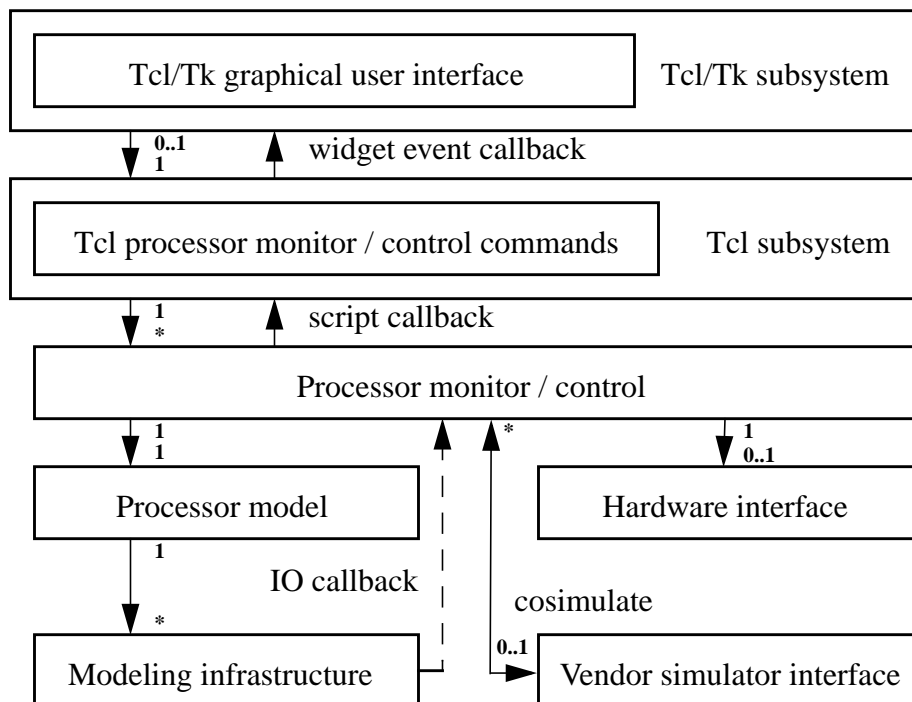 Tcl/Tk graphical user interface
Tcl/Tk subsystem
0..1
1
widget event callback
Tcl processor monitor / control commands
Tcl subsystem
1
*
script callback
Processor monitor / control
1
1
*
1
0..1
Processor model
Hardware interface
1
*
IO callback
cosimulate
0..1
Modeling infrastructure
Vendor simulator interface